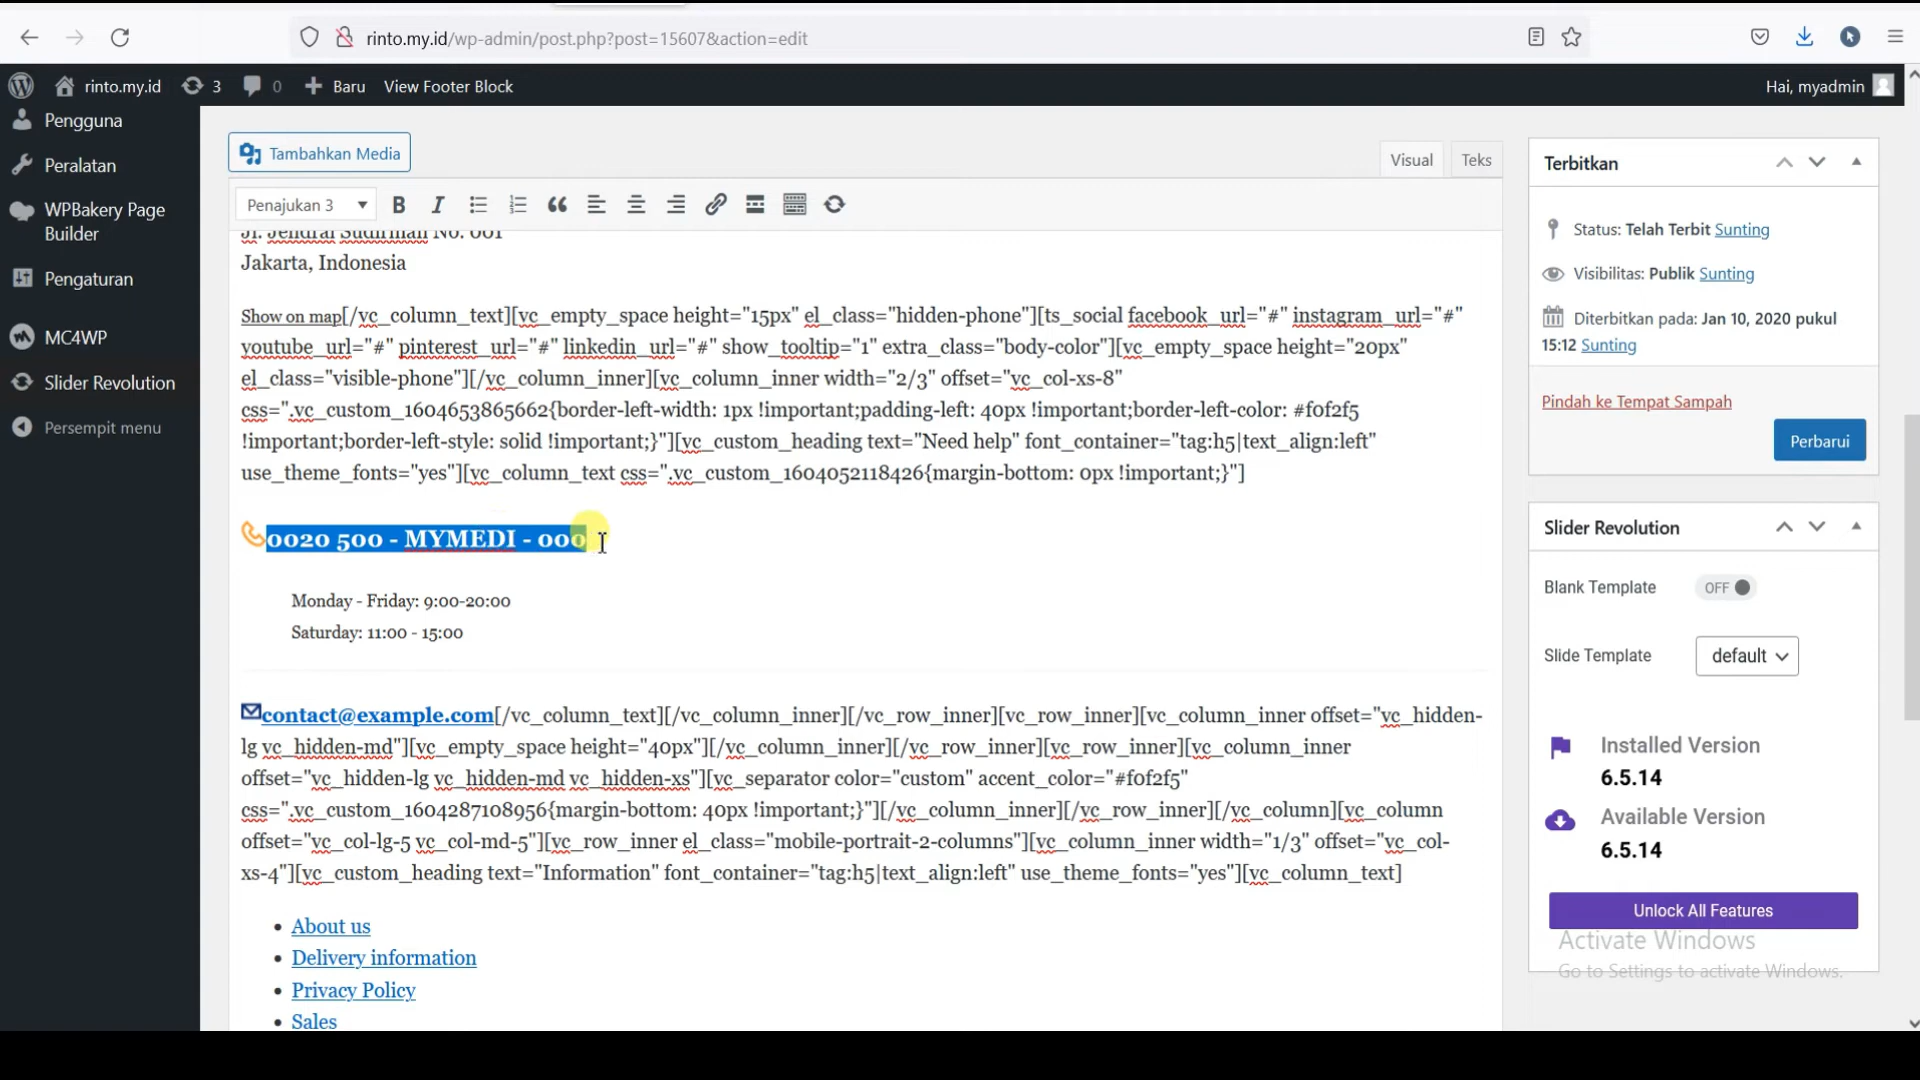 rinto.my.id/wp-admin/post.php?post=15607&action=edit
rinto.my.id
3
0
Baru
View Footer Block
Hai, myadmin
Pengguna
Peralatan
WPBakery Page
Builder
Pengaturan
MC4WP
Slider Revolution
Persempit menu
Tambahkan Media
Visual
Teks
Penajukan 3
Jl. Jendral Sudirman No. 001
Jakarta, Indonesia
Show on map[/vc_column_text][vc_empty_space height="15px" el_class="hidden-phone"][ts_social facebook_url="#" instagram_url="#"
youtube_url="#" pinterest_url="#" linkedin_url="#" show_tooltip="1" extra_class="body-color"][vc_empty_space height="20px"
el_class="visible-phone"][/vc_column_inner][vc_column_inner width="2/3" offset="vc_col-xs-8"
css=".vc_custom_1604653865662{border-left-width: 1px !important;padding-left: 40px !important;border-left-color: #f0f2f5
!important;border-left-style: solid !important;}"][vc_custom_heading text="Need help" font_container="tag:h5|text_align:left"
use_theme_fonts="yes"][vc_column_text css=".vc_custom_1604052118426{margin-bottom: 0px !important;}"]
0020 500 - MYMEDI - 000
Monday - Friday: 9:00-20:00
Saturday: 11:00 - 15:00
contact@example.com[/vc_column_text][/vc_column_inner][/vc_row_inner][vc_row_inner][vc_column_inner offset="vc_hidden-
lg vc_hidden-md"][vc_empty_space height="40px"][/vc_column_inner][/vc_row_inner][vc_row_inner][vc_column_inner
offset="vc_hidden-lg vc_hidden-md vc_hidden-xs"][vc_separator color="custom" accent_color="#f0f2f5"
css=".vc_custom_1604287108956{margin-bottom: 40px !important;}"][/vc_column_inner][/vc_row_inner][/vc_column][vc_column
offset="vc_col-lg-5 vc_col-md-5"][vc_row_inner el_class="mobile-portrait-2-columns"][vc_column_inner width="1/3" offset="vc_col-
xs-4"][vc_custom_heading text="Information" font_container="tag:h5|text_align:left" use_theme_fonts="yes"][vc_column_text]
About us
Delivery information
Privacy Policy
Sales
Terbitkan
Status: Telah Terbit Sunting
Visibilitas: Publik Sunting
Diterbitkan pada: Jan 10, 2020 pukul
15:12 Sunting
Pindah ke Tempat Sampah
Perbarui
Slider Revolution
Blank Template
OFF
Slide Template
default
Installed Version
6.5.14
Available Version
6.5.14
Unlock All Features
Activate Windows
Go to Settings to activate Windows.